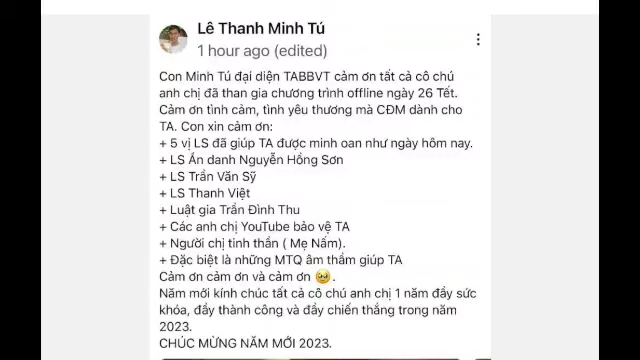 Lê Thanh Minh Tú
1 hour ago (edited)
Con Minh Tú đại diện TABBVT cảm ơn tất cả cô chú
anh chị đã than gia chương trình offline ngày 26 Tết.
Cảm ơn tình cảm, tình yêu thương mà CĐM dành cho
TA. Con xin cảm ơn:
+ 5 vị LS đã giúp TA được minh oan như ngày hôm nay.
+ LS Ẩn danh Nguyễn Hồng Sơn
+ LS Trần Văn Sỹ
+ LS Thanh Việt
+ Luật gia Trần Đình Thu
+ Các anh chị YouTube bảo vệ TA
+ Người chị tinh thần ( Mẹ Nấm).
+ Đặc biệt là những MTQ âm thầm giúp TA
Cảm ơn cảm ơn và cảm ơn 🥹.
Năm mới kính chúc tất cả cô chú anh chị 1 năm đầy sức
khỏa, đầy thành công và đầy chiến thắng trong năm
2023.
CHÚC MỪNG NĂM MỚI 2023.